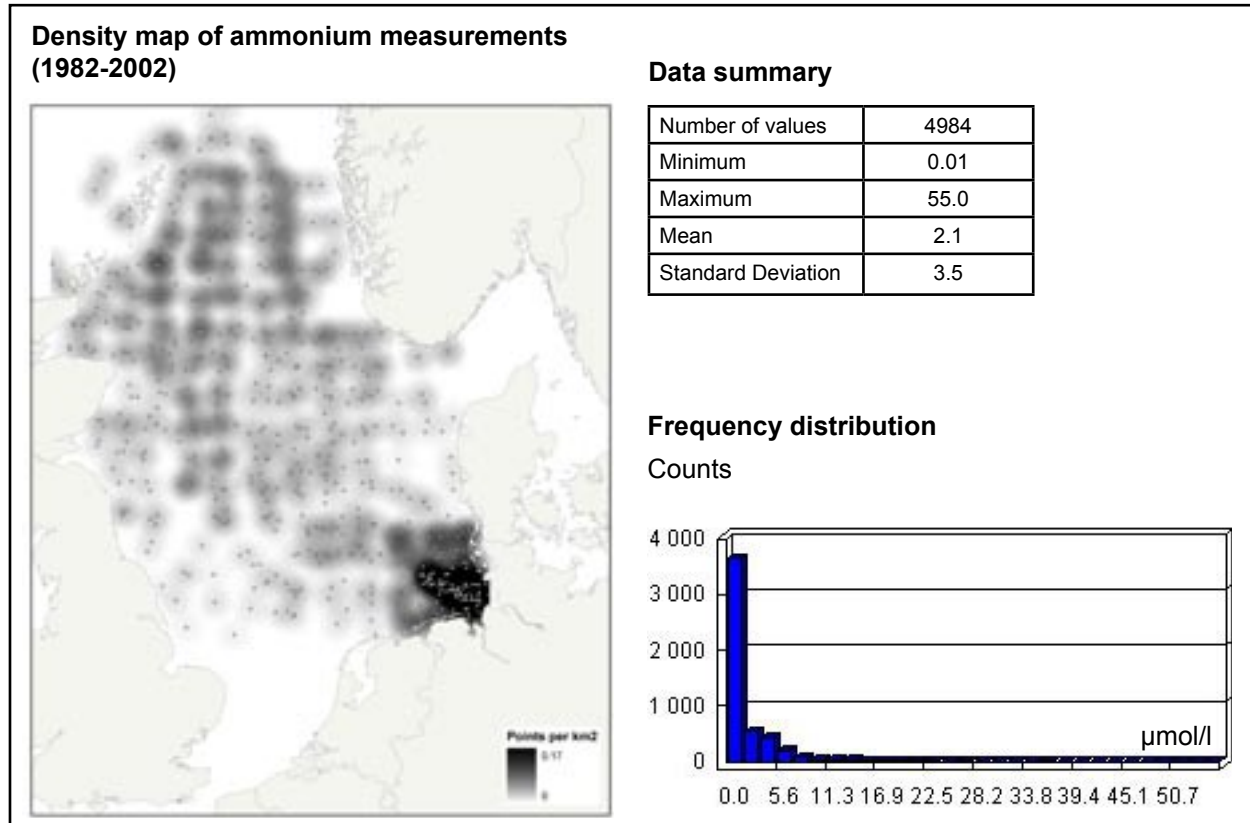 Density map of ammonium measurements
(1982-2002)
Points per km2
0.17
0
Data summary
Number of values 4984
Minimum 0.01
Maximum 55.0
Mean 2.1
Standard Deviation 3.5
Frequency distribution
Counts
4 000
3 000
2 000
1 000
0
µmol/l
0.0 5.6 11.3 16.9 22.5 28.2 33.8 39.4 45.1 50.7